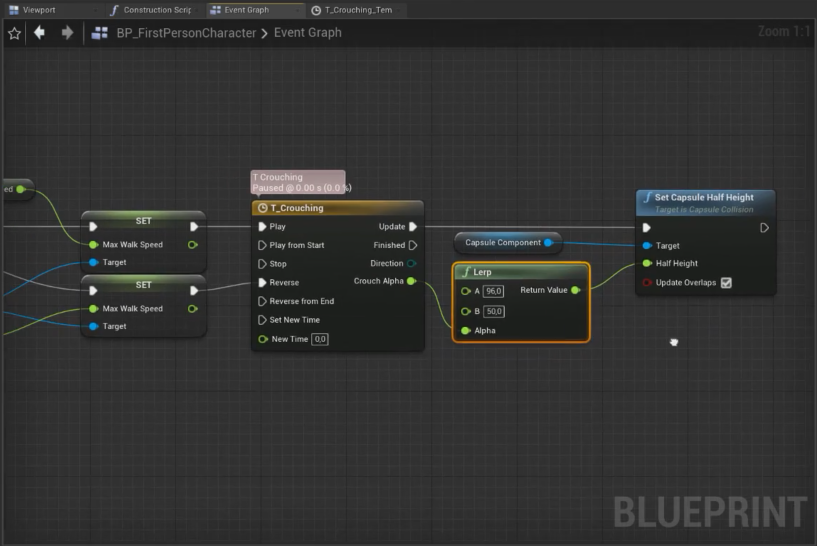 Viewport
Construction Scrip
Event Graph
T_Crouching_Tem
BP_FirstPersonCharacter > Event Graph
Zoom 1:1
T Crouching
Paused @ 0.00 s (0.0 %)
ed
SET
Max Walk Speed
Target
SET
Max Walk Speed
Target
T_Crouching
Play
Update
Play from Start
Finished
Stop
Direction
Reverse
Crouch Alpha
Reverse from End
Set New Time
New Time 0,0
Capsule Component
Lerp
A 96,0
Return Value
B 50,0
Alpha
Set Capsule Half Height
Target is Capsule Collision
Target
Half Height
Update Overlaps
BLUEPRINT